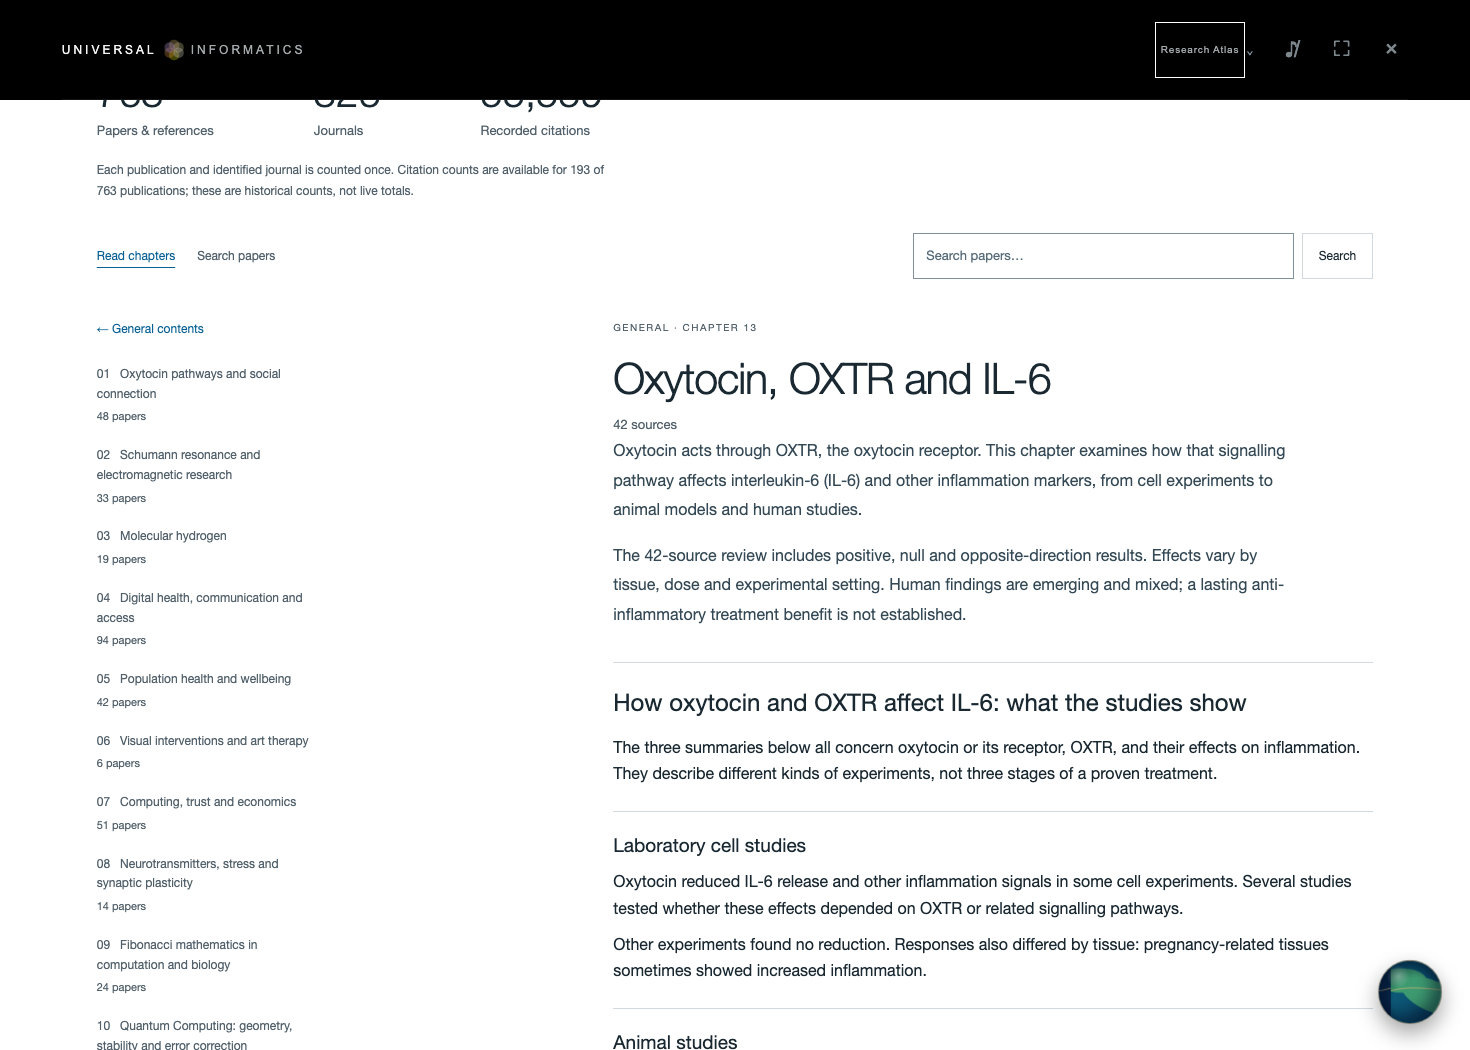 UNIVERSAL INFORMATICS
Research Atlas
Papers & references
Journals
Recorded citations
Each publication and identified journal is counted once. Citation counts are available for 193 of
763 publications; these are historical counts, not live totals.
Read chapters
Search papers
Search papers...
Search
← General contents
01 Oxytocin pathways and social
connection
48 papers
02 Schumann resonance and
electromagnetic research
33 papers
03 Molecular hydrogen
19 papers
04 Digital health, communication and
access
94 papers
05 Population health and wellbeing
42 papers
06 Visual interventions and art therapy
6 papers
07 Computing, trust and economics
51 papers
08 Neurotransmitters, stress and
synaptic plasticity
14 papers
09 Fibonacci mathematics in
computation and biology
24 papers
10 Quantum Computing: geometry,
stability and error correction
GENERAL · CHAPTER 13
Oxytocin, OXTR and IL-6
42 sources
Oxytocin acts through OXTR, the oxytocin receptor. This chapter examines how that signalling
pathway affects interleukin-6 (IL-6) and other inflammation markers, from cell experiments to
animal models and human studies.
The 42-source review includes positive, null and opposite-direction results. Effects vary by
tissue, dose and experimental setting. Human findings are emerging and mixed; a lasting anti-
inflammatory treatment benefit is not established.
How oxytocin and OXTR affect IL-6: what the studies show
The three summaries below all concern oxytocin or its receptor, OXTR, and their effects on inflammation.
They describe different kinds of experiments, not three stages of a proven treatment.
Laboratory cell studies
Oxytocin reduced IL-6 release and other inflammation signals in some cell experiments. Several studies
tested whether these effects depended on OXTR or related signalling pathways.
Other experiments found no reduction. Responses also differed by tissue: pregnancy-related tissues
sometimes showed increased inflammation.
Animal studies